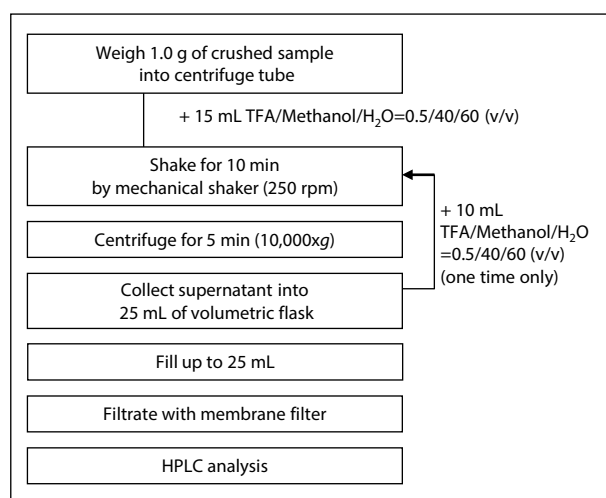 Weigh 1.0 g of crushed sample
into centrifuge tube
+ 15 mL TFA/Methanol/H₂O=0.5/40/60 (v/v)
Shake for 10 min
by mechanical shaker (250 rpm)
+ 10 mL
TFA/Methanol/H₂O
=0.5/40/60 (v/v)
(one time only)
Centrifuge for 5 min (10,000xg)
Collect supernatant into
25 mL of volumetric flask
Fill up to 25 mL
Filtrate with membrane filter
HPLC analysis